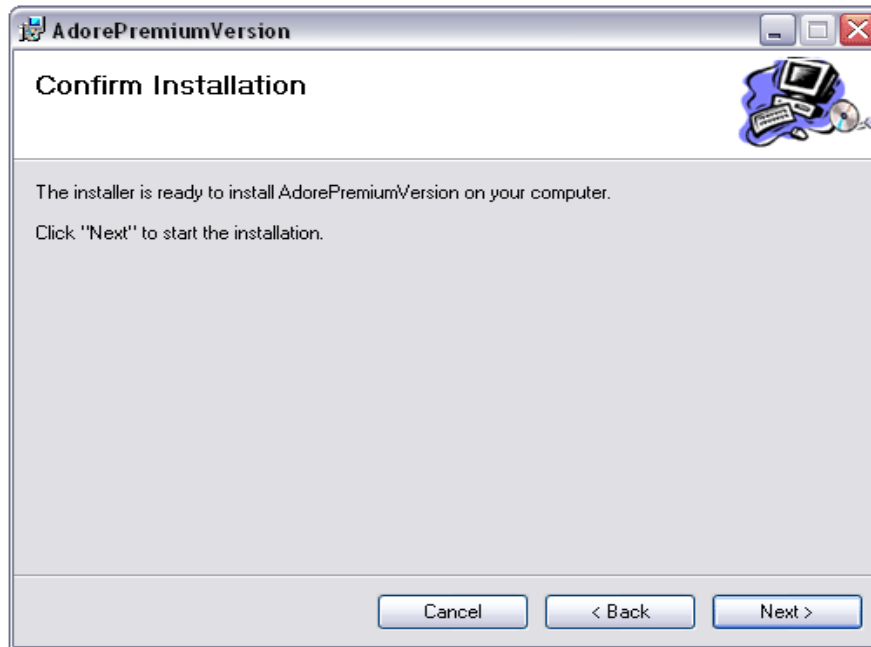 AdorePremiumVersion
Confirm Installation
The installer is ready to install AdorePremiumVersion on your computer.
Click "Next" to start the installation.
Cancel
< Back
Next >